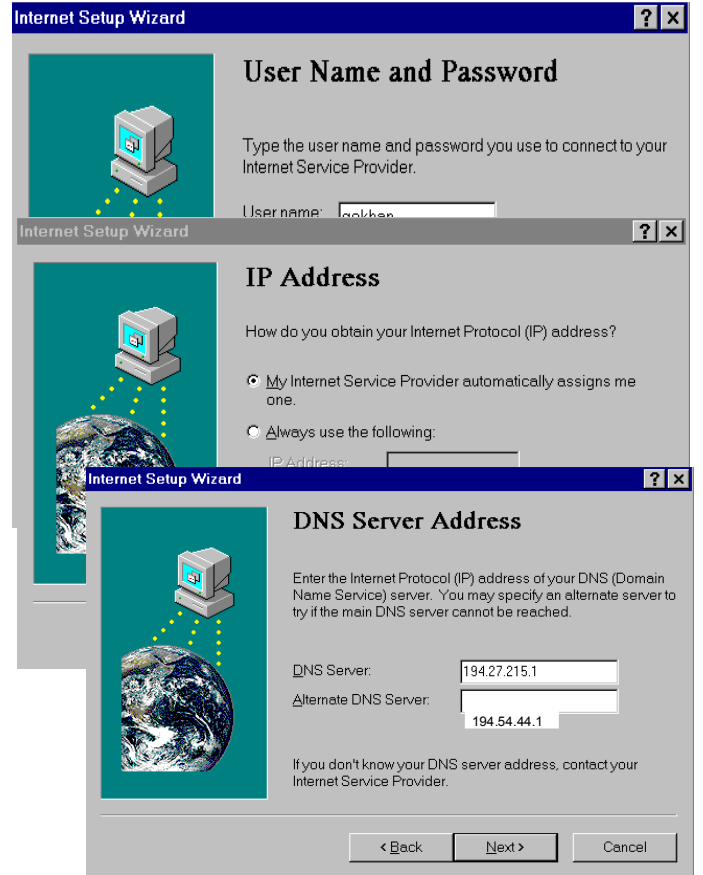 Internet Setup Wizard
User Name and Password
Type the user name and password you use to connect to your
Internet Service Provider.
User name: gokhan
Internet Setup Wizard
IP Address
How do you obtain your Internet Protocol (IP) address?
My Internet Service Provider automatically assigns me
one.
Always use the following:
IP Address:
Internet Setup Wizard
DNS Server Address
Enter the Internet Protocol (IP) address of your DNS (Domain
Name Service) server. You may specify an alternate server to
try if the main DNS server cannot be reached.
DNS Server: 194.27.215.1
Alternate DNS Server:
194.54.44.1
If you don't know your DNS server address, contact your
Internet Service Provider.
< Back Next > Cancel